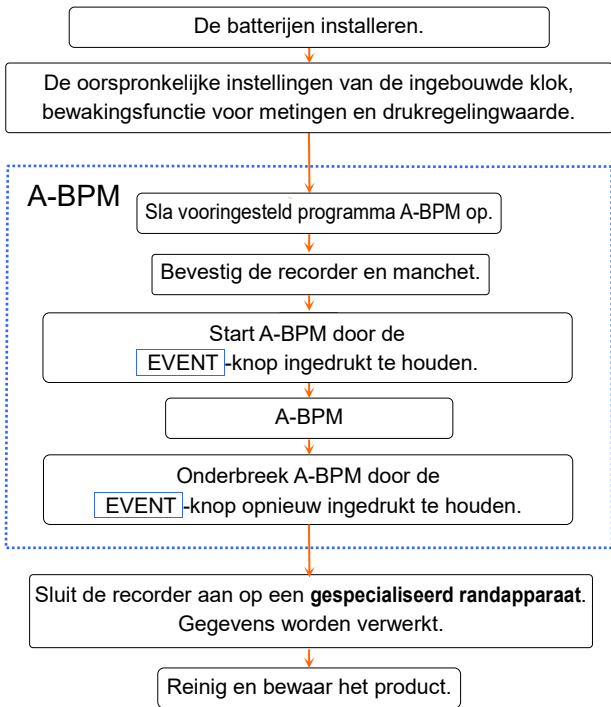 De batterijen installeren.
De oorspronkelijke instellingen van de ingebouwde klok,
bewakingsfunctie voor metingen en drukregelingwaarde.
A-BPM
Sla vooringesteld programma A-BPM op.
Bevestig de recorder en manchet.
Start A-BPM door de
EVENT -knop ingedrukt te houden.
A-BPM
Onderbreek A-BPM door de
EVENT -knop opnieuw ingedrukt te houden.
Sluit de recorder aan op een gespecialiseerd randapparaat.
Gegevens worden verwerkt.
Reinig en bewaar het product.